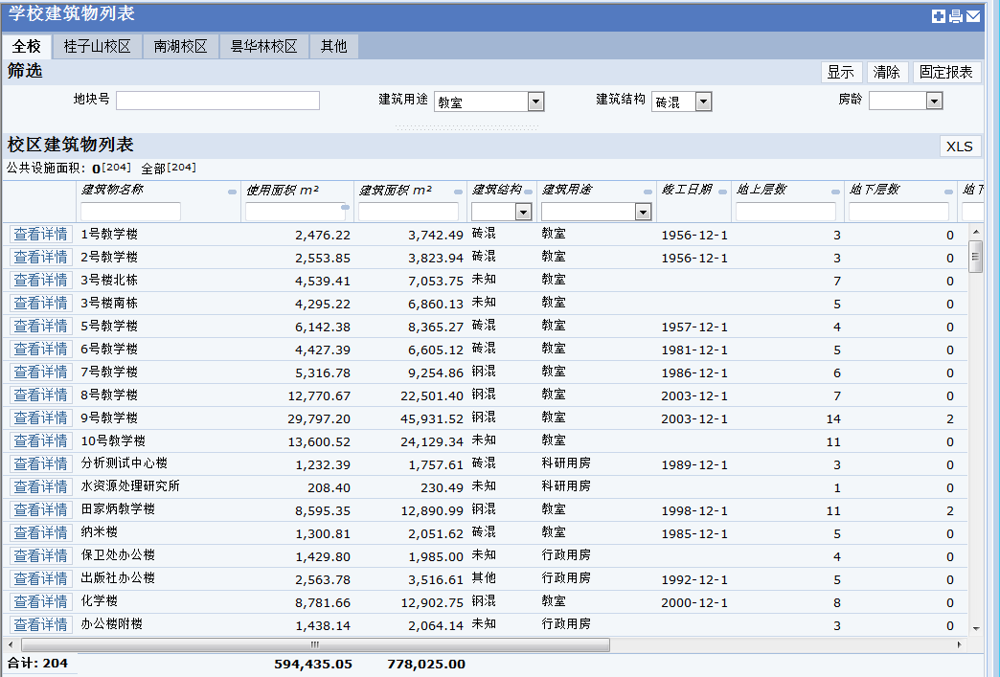 学校建筑物列表
全校 桂子山校区 南湖校区 昙华林校区 其他
筛选 显示 清除 固定报表
地块号 建筑用途 教室 建筑结构 砖混 房龄
校区建筑物列表 XLS
公共设施面积: 0[204] 全部[204]
建筑物名称 使用面积 m² 建筑面积 m² 建筑结构 建筑用途 竣工日期 地上层数 地下层数 地下
查看详情 1号教学楼 2,476.22 3,742.49 砖混 教室 1956-12-1 3 0
查看详情 2号教学楼 2,553.85 3,823.94 砖混 教室 1956-12-1 3 0
查看详情 3号楼北栋 4,539.41 7,053.75 未知 教室 7 0
查看详情 3号楼南栋 4,295.22 6,860.13 未知 教室 5 0
查看详情 5号教学楼 6,142.38 8,365.27 砖混 教室 1957-12-1 4 0
查看详情 6号教学楼 4,427.39 6,605.12 砖混 教室 1981-12-1 5 0
查看详情 7号教学楼 5,316.78 9,254.86 钢混 教室 1986-12-1 6 0
查看详情 8号教学楼 12,770.67 22,501.40 钢混 教室 2003-12-1 7 0
查看详情 9号教学楼 29,797.20 45,931.52 钢混 教室 2003-12-1 14 2
查看详情 10号教学楼 13,600.52 24,129.34 未知 教室 11 0
查看详情 分析测试中心楼 1,232.39 1,757.61 砖混 科研用房 1989-12-1 3 0
查看详情 水资源处理研究所 208.40 230.49 未知 科研用房 1 0
查看详情 田家炳教学楼 8,595.35 12,890.99 钢混 教室 1998-12-1 11 2
查看详情 纳米楼 1,300.81 2,051.62 砖混 教室 1985-12-1 5 0
查看详情 保卫处办公楼 1,429.80 1,985.00 未知 行政用房 4 0
查看详情 出版社办公楼 2,563.78 3,516.61 其他 行政用房 1992-12-1 5 0
查看详情 化学楼 8,781.66 12,902.75 钢混 教室 2000-12-1 8 0
查看详情 办公楼附楼 1,438.14 2,064.14 未知 行政用房 3 0
合计: 204 594,435.05 778,025.00